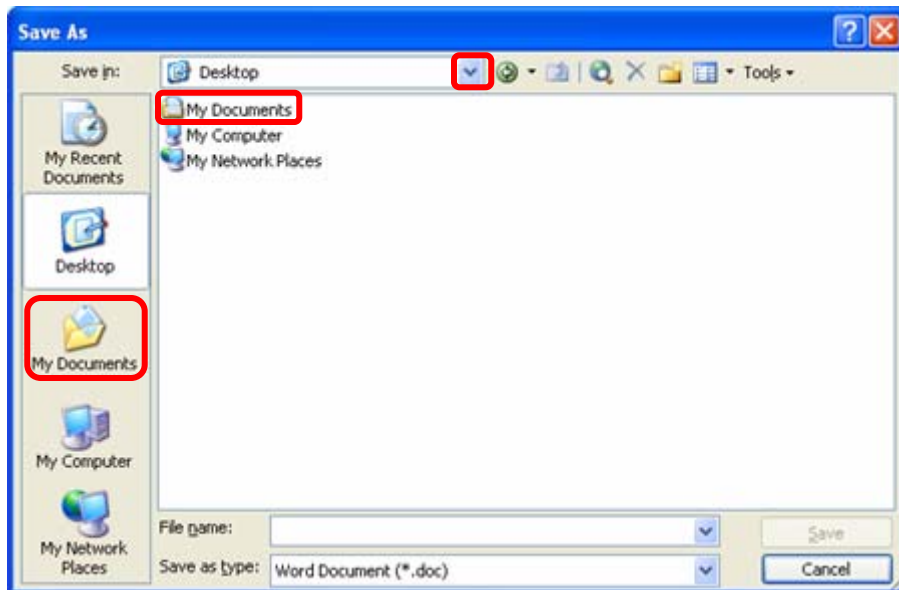 Save As
Save in:
Desktop
Tools
My Documents
My Computer
My Network Places
My Recent
Documents
Desktop
My Documents
My Computer
My Network
Places
File name:
Save
Save as type:
Word Document (*.doc)
Cancel